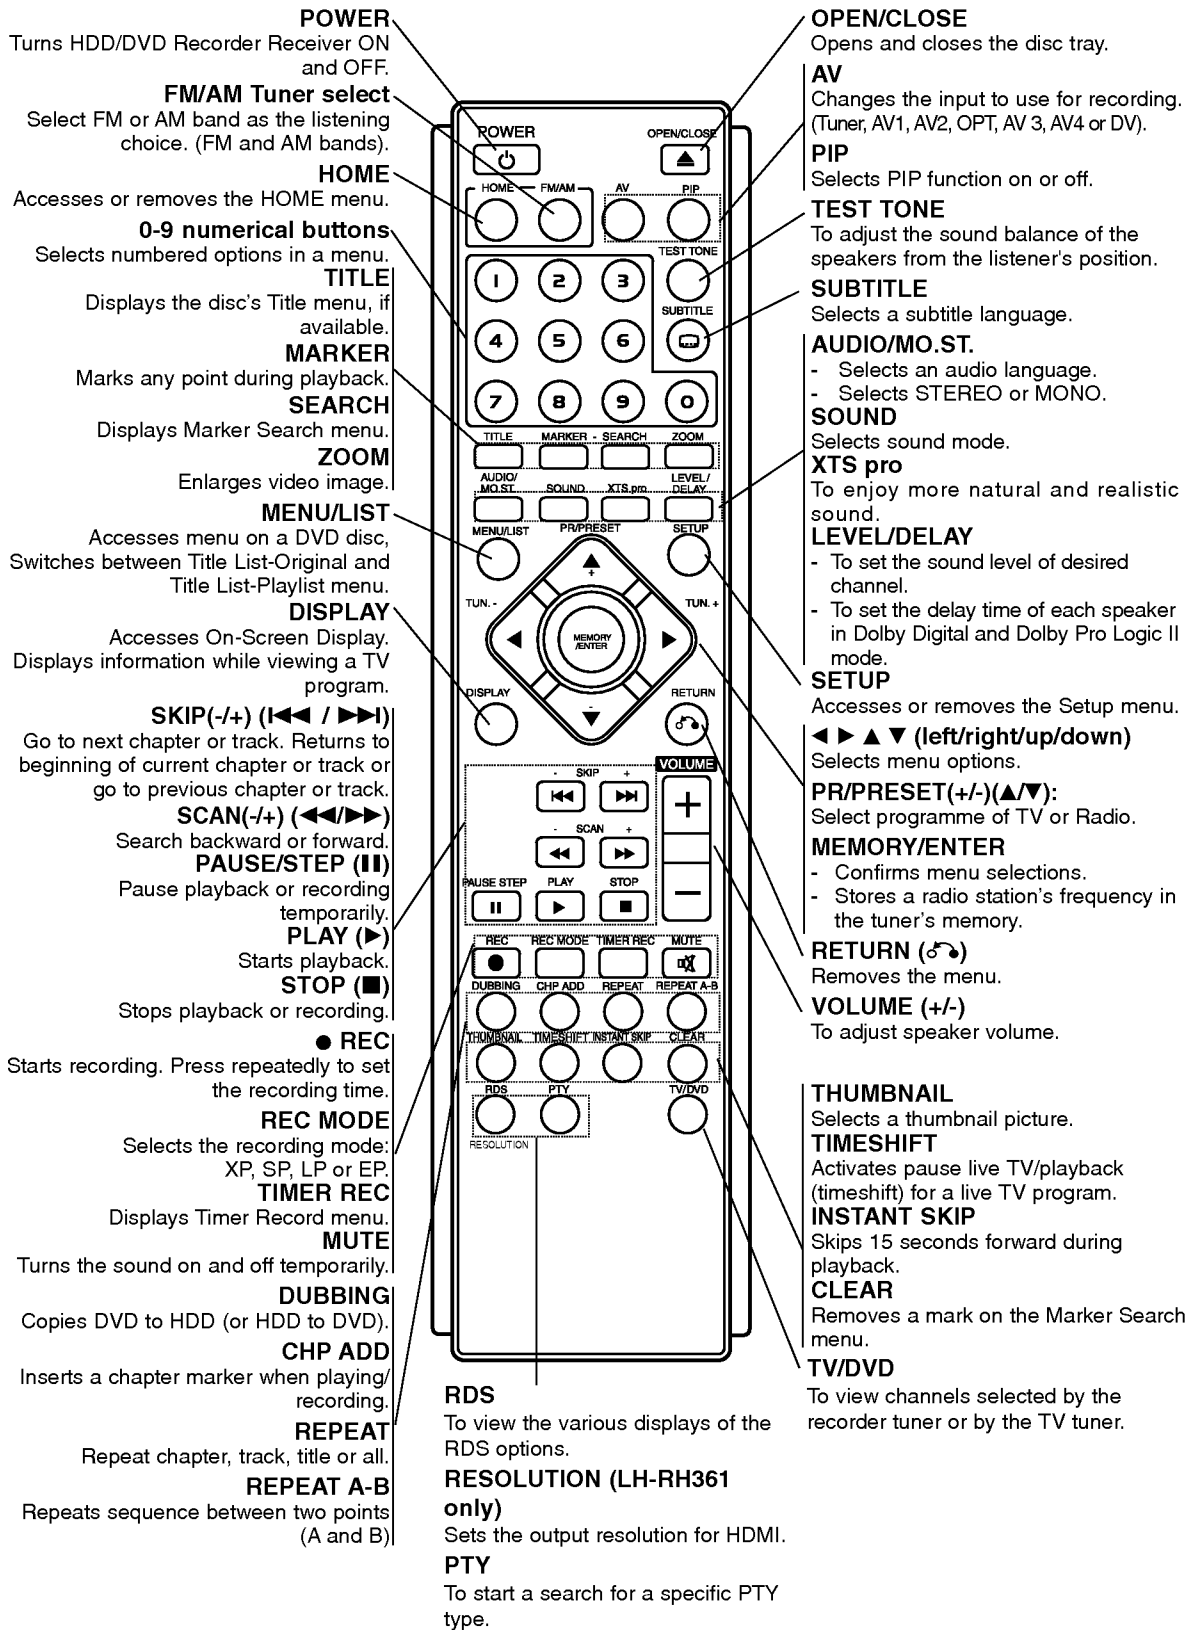 POWER
Turns HDD/DVD Recorder Receiver ON
and OFF.
FM/AM Tuner select
Select FM or AM band as the listening
choice. (FM and AM bands).
HOME
Accesses or removes the HOME menu.
0-9 numerical buttons
Selects numbered options in a menu.
TITLE
Displays the disc's Title menu, if
available.
MARKER
Marks any point during playback.
SEARCH
Displays Marker Search menu.
ZOOM
Enlarges video image.
MENU/LIST
Accesses menu on a DVD disc,
Switches between Title List-Original and
Title List-Playlist menu.
DISPLAY
Accesses On-Screen Display.
Displays information while viewing a TV
program.
SKIP(-/+) (I◀◀ / ▶▶I)
Go to next chapter or track. Returns to
beginning of current chapter or track or
go to previous chapter or track.
SCAN(-/+) (◀◀/▶▶)
Search backward or forward.
PAUSE/STEP (II)
Pause playback or recording
temporarily.
PLAY (▶)
Starts playback.
STOP (■)
Stops playback or recording.
● REC
Starts recording. Press repeatedly to set
the recording time.
REC MODE
Selects the recording mode:
XP, SP, LP or EP.
TIMER REC
Displays Timer Record menu.
MUTE
Turns the sound on and off temporarily.
DUBBING
Copies DVD to HDD (or HDD to DVD).
CHP ADD
Inserts a chapter marker when playing/
recording.
REPEAT
Repeat chapter, track, title or all.
REPEAT A-B
Repeats sequence between two points
(A and B)
POWER
OPEN/CLOSE
HOME
FM/AM
AV
PIP
TEST TONE
1
2
3
SUBTITLE
4
5
6
7
8
9
0
TITLE
MARKER - SEARCH
ZOOM
AUDIO/
MO.ST.
SOUND
XTS pro
LEVEL/
DELAY
MENU/LIST
PR/PRESET
SETUP
+
TUN. -
TUN. +
MEMORY
/ENTER
DISPLAY
-
RETURN
- SKIP +
VOLUME
+
- SCAN +
−
PAUSE STEP
PLAY
STOP
REC
REC MODE
TIMER REC
MUTE
DUBBING
CHP ADD
REPEAT
REPEAT A-B
THUMBNAIL
TIMESHIFT
INSTANT SKIP
CLEAR
RDS
PTY
TV/DVD
RESOLUTION
RDS
To view the various displays of the
RDS options.
RESOLUTION (LH-RH361
only)
Sets the output resolution for HDMI.
PTY
To start a search for a specific PTY
type.
OPEN/CLOSE
Opens and closes the disc tray.
AV
Changes the input to use for recording.
(Tuner, AV1, AV2, OPT, AV 3, AV4 or DV).
PIP
Selects PIP function on or off.
TEST TONE
To adjust the sound balance of the
speakers from the listener's position.
SUBTITLE
Selects a subtitle language.
AUDIO/MO.ST.
- Selects an audio language.
- Selects STEREO or MONO.
SOUND
Selects sound mode.
XTS pro
To enjoy more natural and realistic
sound.
LEVEL/DELAY
- To set the sound level of desired
channel.
- To set the delay time of each speaker
in Dolby Digital and Dolby Pro Logic II
mode.
SETUP
Accesses or removes the Setup menu.
◀ ▶ ▲ ▼ (left/right/up/down)
Selects menu options.
PR/PRESET(+/-)(▲/▼):
Select programme of TV or Radio.
MEMORY/ENTER
- Confirms menu selections.
- Stores a radio station's frequency in
the tuner's memory.
RETURN ( )
Removes the menu.
VOLUME (+/-)
To adjust speaker volume.
THUMBNAIL
Selects a thumbnail picture.
TIMESHIFT
Activates pause live TV/playback
(timeshift) for a live TV program.
INSTANT SKIP
Skips 15 seconds forward during
playback.
CLEAR
Removes a mark on the Marker Search
menu.
TV/DVD
To view channels selected by the
recorder tuner or by the TV tuner.